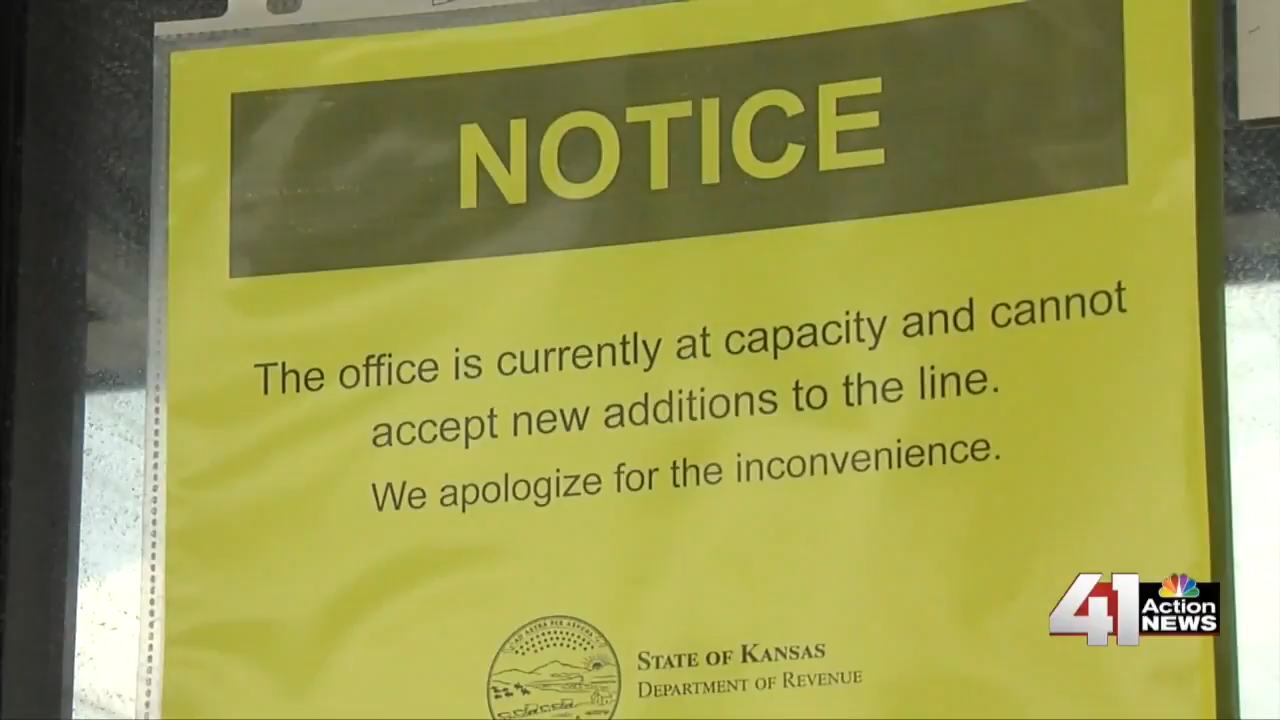 NOTICE
The office is currently at capacity and cannot
accept new additions to the line.
We apologize for the inconvenience.
STATE OF KANSAS
DEPARTMENT OF REVENUE
41
Action
NEWS